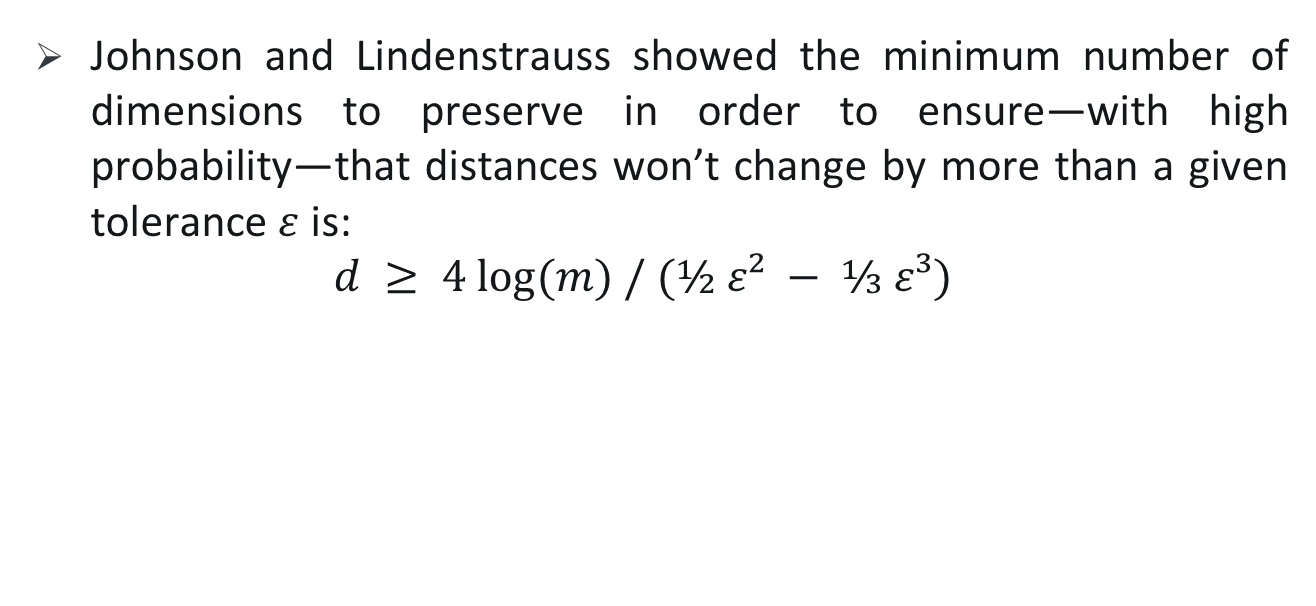 ➢ Johnson and Lindenstrauss showed the minimum number of
dimensions to preserve in order to ensure—with high
probability—that distances won’t change by more than a given
tolerance 𝜀 is:
𝑑 ≥ 4 log(𝑚) / (½ 𝜀² − ⅓ 𝜀³)